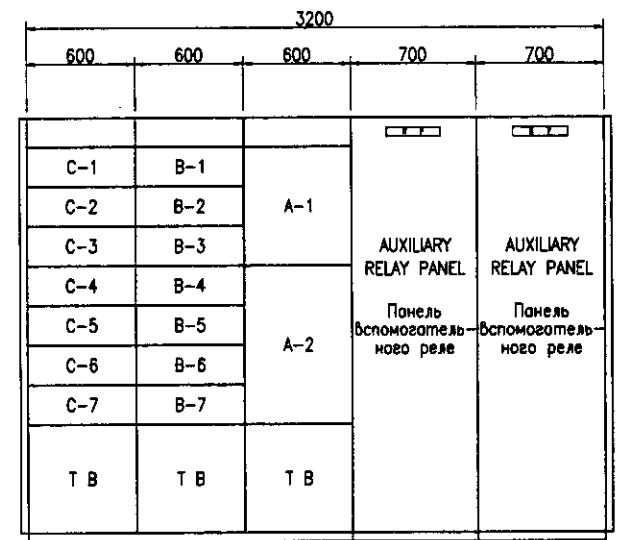 3200
600 600 600 700 700
C-1 B-1
C-2 B-2 A-1
C-3 B-3
C-4 B-4
C-5 B-5
A-2
C-6 B-6
C-7 B-7
T B T B T B
AUXILIARY
RELAY PANEL
Панель
вспомогатель-
ного реле
AUXILIARY
RELAY PANEL
Панель
вспомогатель-
ного реле